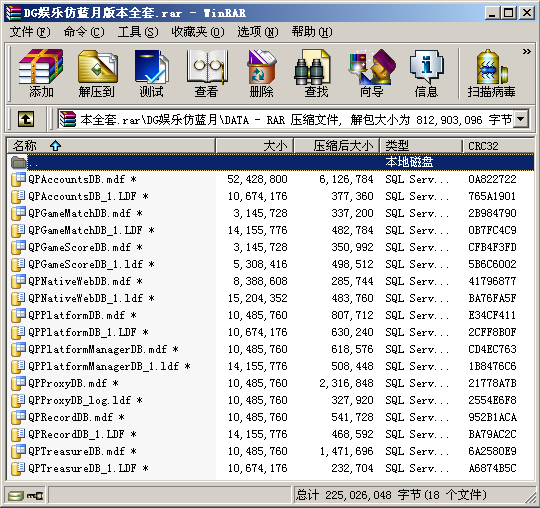 DG娱乐仿蓝月版本全套.rar - WinRAR
文件(F) 命令(C) 工具(S) 收藏夹(O) 选项(N) 帮助(H)
添加 解压到 测试 查看 删除 查找 向导 信息 扫描病毒 »
本全套.rar\DG娱乐仿蓝月\DATA - RAR 压缩文件, 解包大小为 812,903,096 字节
名称 大小 压缩后大小 类型 CRC32
.. 本地磁盘
QPAccountsDB.mdf * 52,428,800 6,126,784 SQL Serv... 0A822722
QPAccountsDB_1.LDF * 10,674,176 377,360 SQL Serv... 765A1901
QPGameMatchDB.mdf * 3,145,728 337,200 SQL Serv... 2B984790
QPGameMatchDB_1.LDF * 14,155,776 482,784 SQL Serv... 0B7FC4C9
QPGameScoreDB.mdf * 3,145,728 350,992 SQL Serv... CFB4F3FD
QPGameScoreDB_1.ldf * 5,308,416 498,512 SQL Serv... 5B6C6002
QPNativeWebDB.mdf * 8,388,608 285,744 SQL Serv... 41796877
QPNativeWebDB_1.ldf * 15,204,352 483,760 SQL Serv... BA76FA5F
QPPlatformDB.mdf * 10,485,760 807,712 SQL Serv... E34CF411
QPPlatformDB_1.LDF * 10,674,176 630,240 SQL Serv... 2CFF8B0F
QPPlatformManagerDB.mdf * 10,485,760 618,576 SQL Serv... CD4EC763
QPPlatformManagerDB_1.ldf * 14,155,776 508,448 SQL Serv... 1B8476C6
QPProxyDB.mdf * 10,485,760 2,316,848 SQL Serv... 21778A7B
QPProxyDB_log.ldf * 10,485,760 327,920 SQL Serv... 2554E6F8
QPRecordDB.mdf * 10,485,760 541,728 SQL Serv... 952B1ACA
QPRecordDB_1.LDF * 14,155,776 468,592 SQL Serv... BA79AC2C
QPTreasureDB.mdf * 10,485,760 1,471,696 SQL Serv... 6A2580E9
QPTreasureDB_1.LDF * 10,674,176 232,704 SQL Serv... A6874B5C
总计 225,026,048 字节(18 个文件)